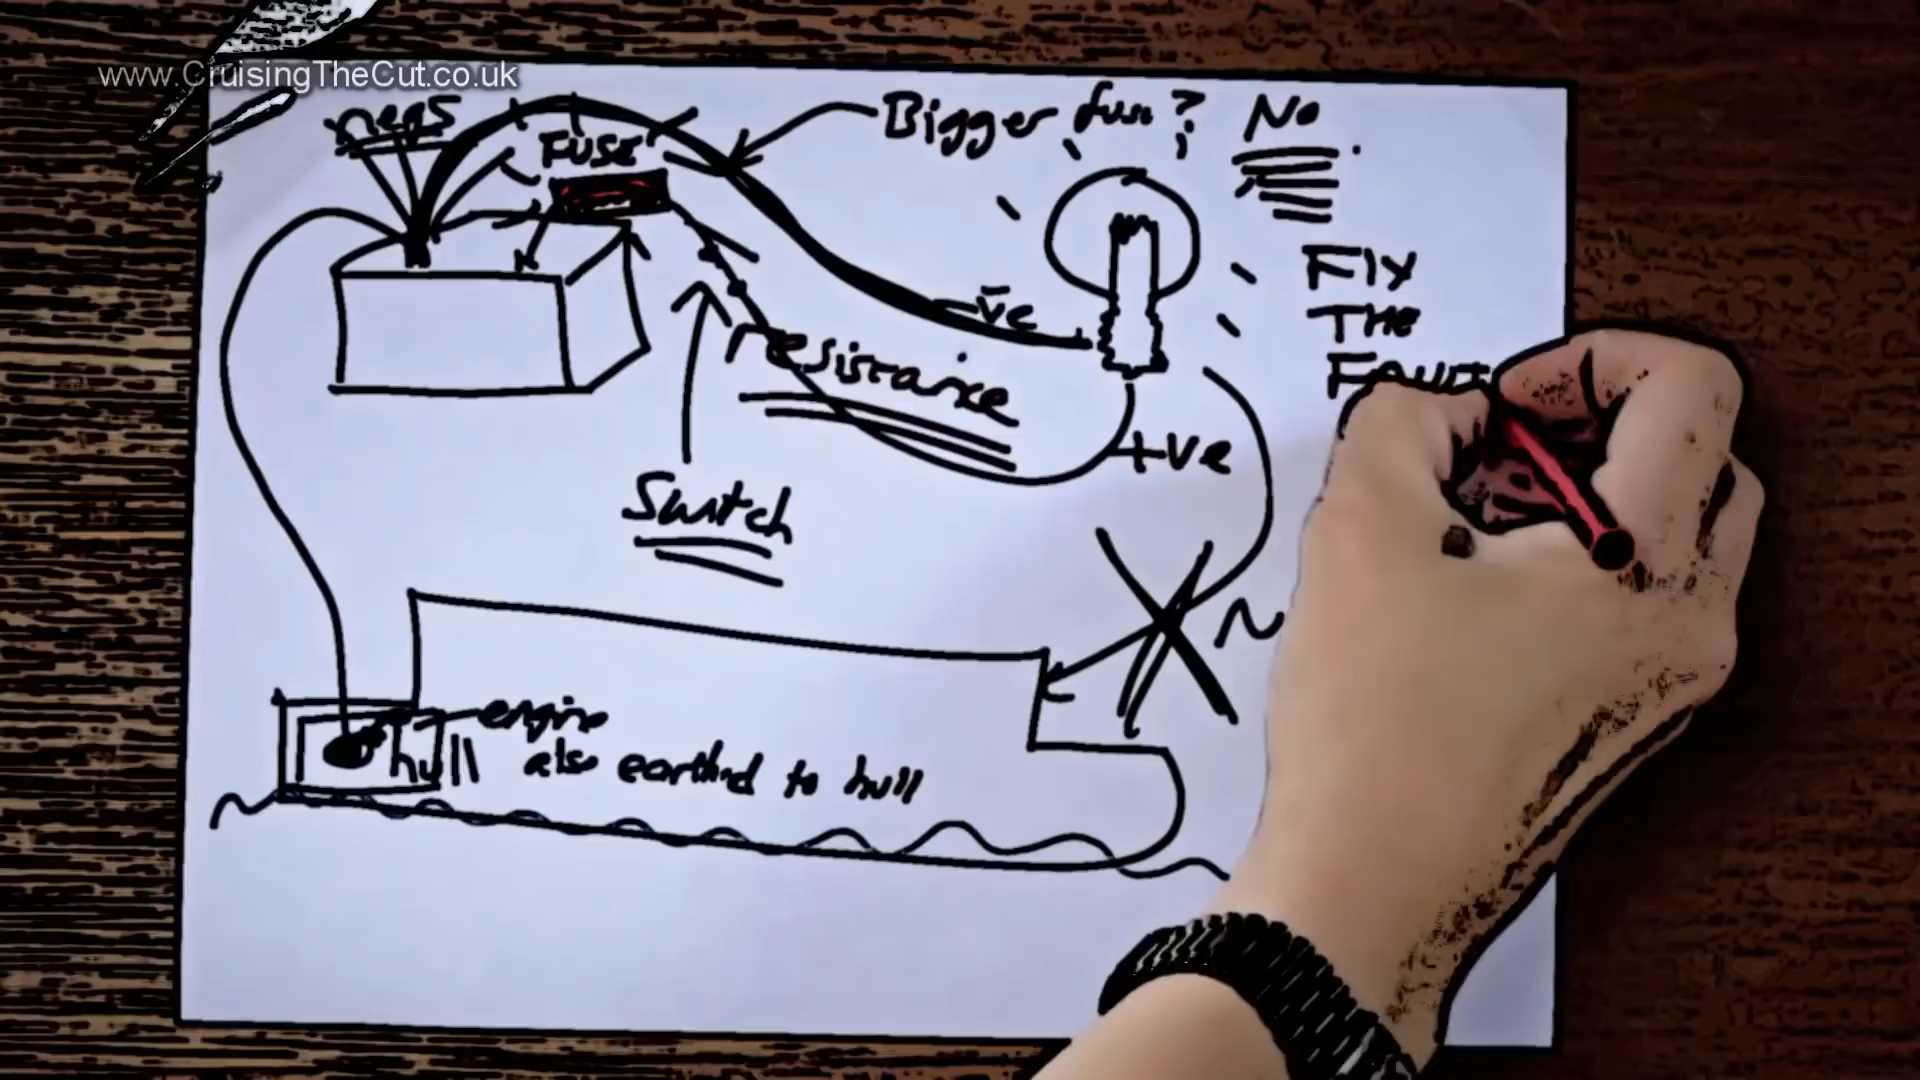 www.CruisingTheCut.co.uk
negs
FUSE
Bigger fuse? No.
-ve
FIX
THE
resistance
+ve
Switch
engine
hull also earthed to hull